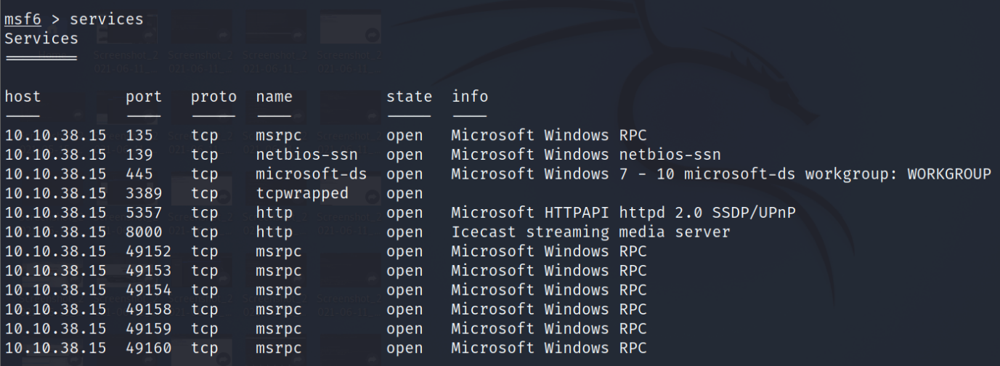 msf6 > services
Services
host port proto name state info
10.10.38.15 135 tcp msrpc open Microsoft Windows RPC
10.10.38.15 139 tcp netbios-ssn open Microsoft Windows netbios-ssn
10.10.38.15 445 tcp microsoft-ds open Microsoft Windows 7 - 10 microsoft-ds workgroup: WORKGROUP
10.10.38.15 3389 tcp tcpwrapped open
10.10.38.15 5357 tcp http open Microsoft HTTPAPI httpd 2.0 SSDP/UPnP
10.10.38.15 8000 tcp http open Icecast streaming media server
10.10.38.15 49152 tcp msrpc open Microsoft Windows RPC
10.10.38.15 49153 tcp msrpc open Microsoft Windows RPC
10.10.38.15 49154 tcp msrpc open Microsoft Windows RPC
10.10.38.15 49158 tcp msrpc open Microsoft Windows RPC
10.10.38.15 49159 tcp msrpc open Microsoft Windows RPC
10.10.38.15 49160 tcp msrpc open Microsoft Windows RPC